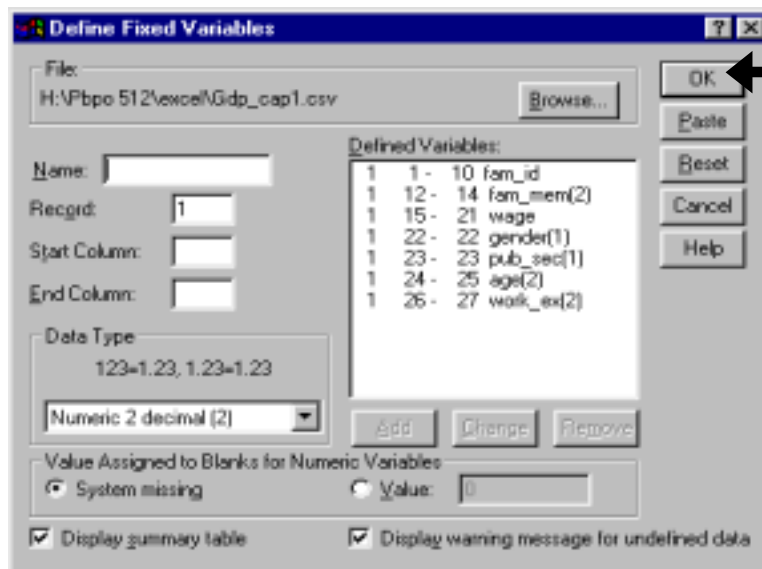 Define Fixed Variables
File:
H:\Pbpo 512\excel\Gdp_cap1.csv
Browse...
OK
Paste
Reset
Cancel
Help
Name:
Record: 1
Start Column:
End Column:
Defined Variables:
1 1 - 10 fam_id
1 12 - 14 fam_mem(2)
1 15 - 21 wage
1 22 - 22 gender(1)
1 23 - 23 pub_sec(1)
1 24 - 25 age(2)
1 26 - 27 work_ex(2)
Data Type
123=1.23, 1.23=1.23
Numeric 2 decimal (2)
Add Change Remove
Value Assigned to Blanks for Numeric Variables
System missing
Value: 0
Display summary table
Display warning message for undefined data